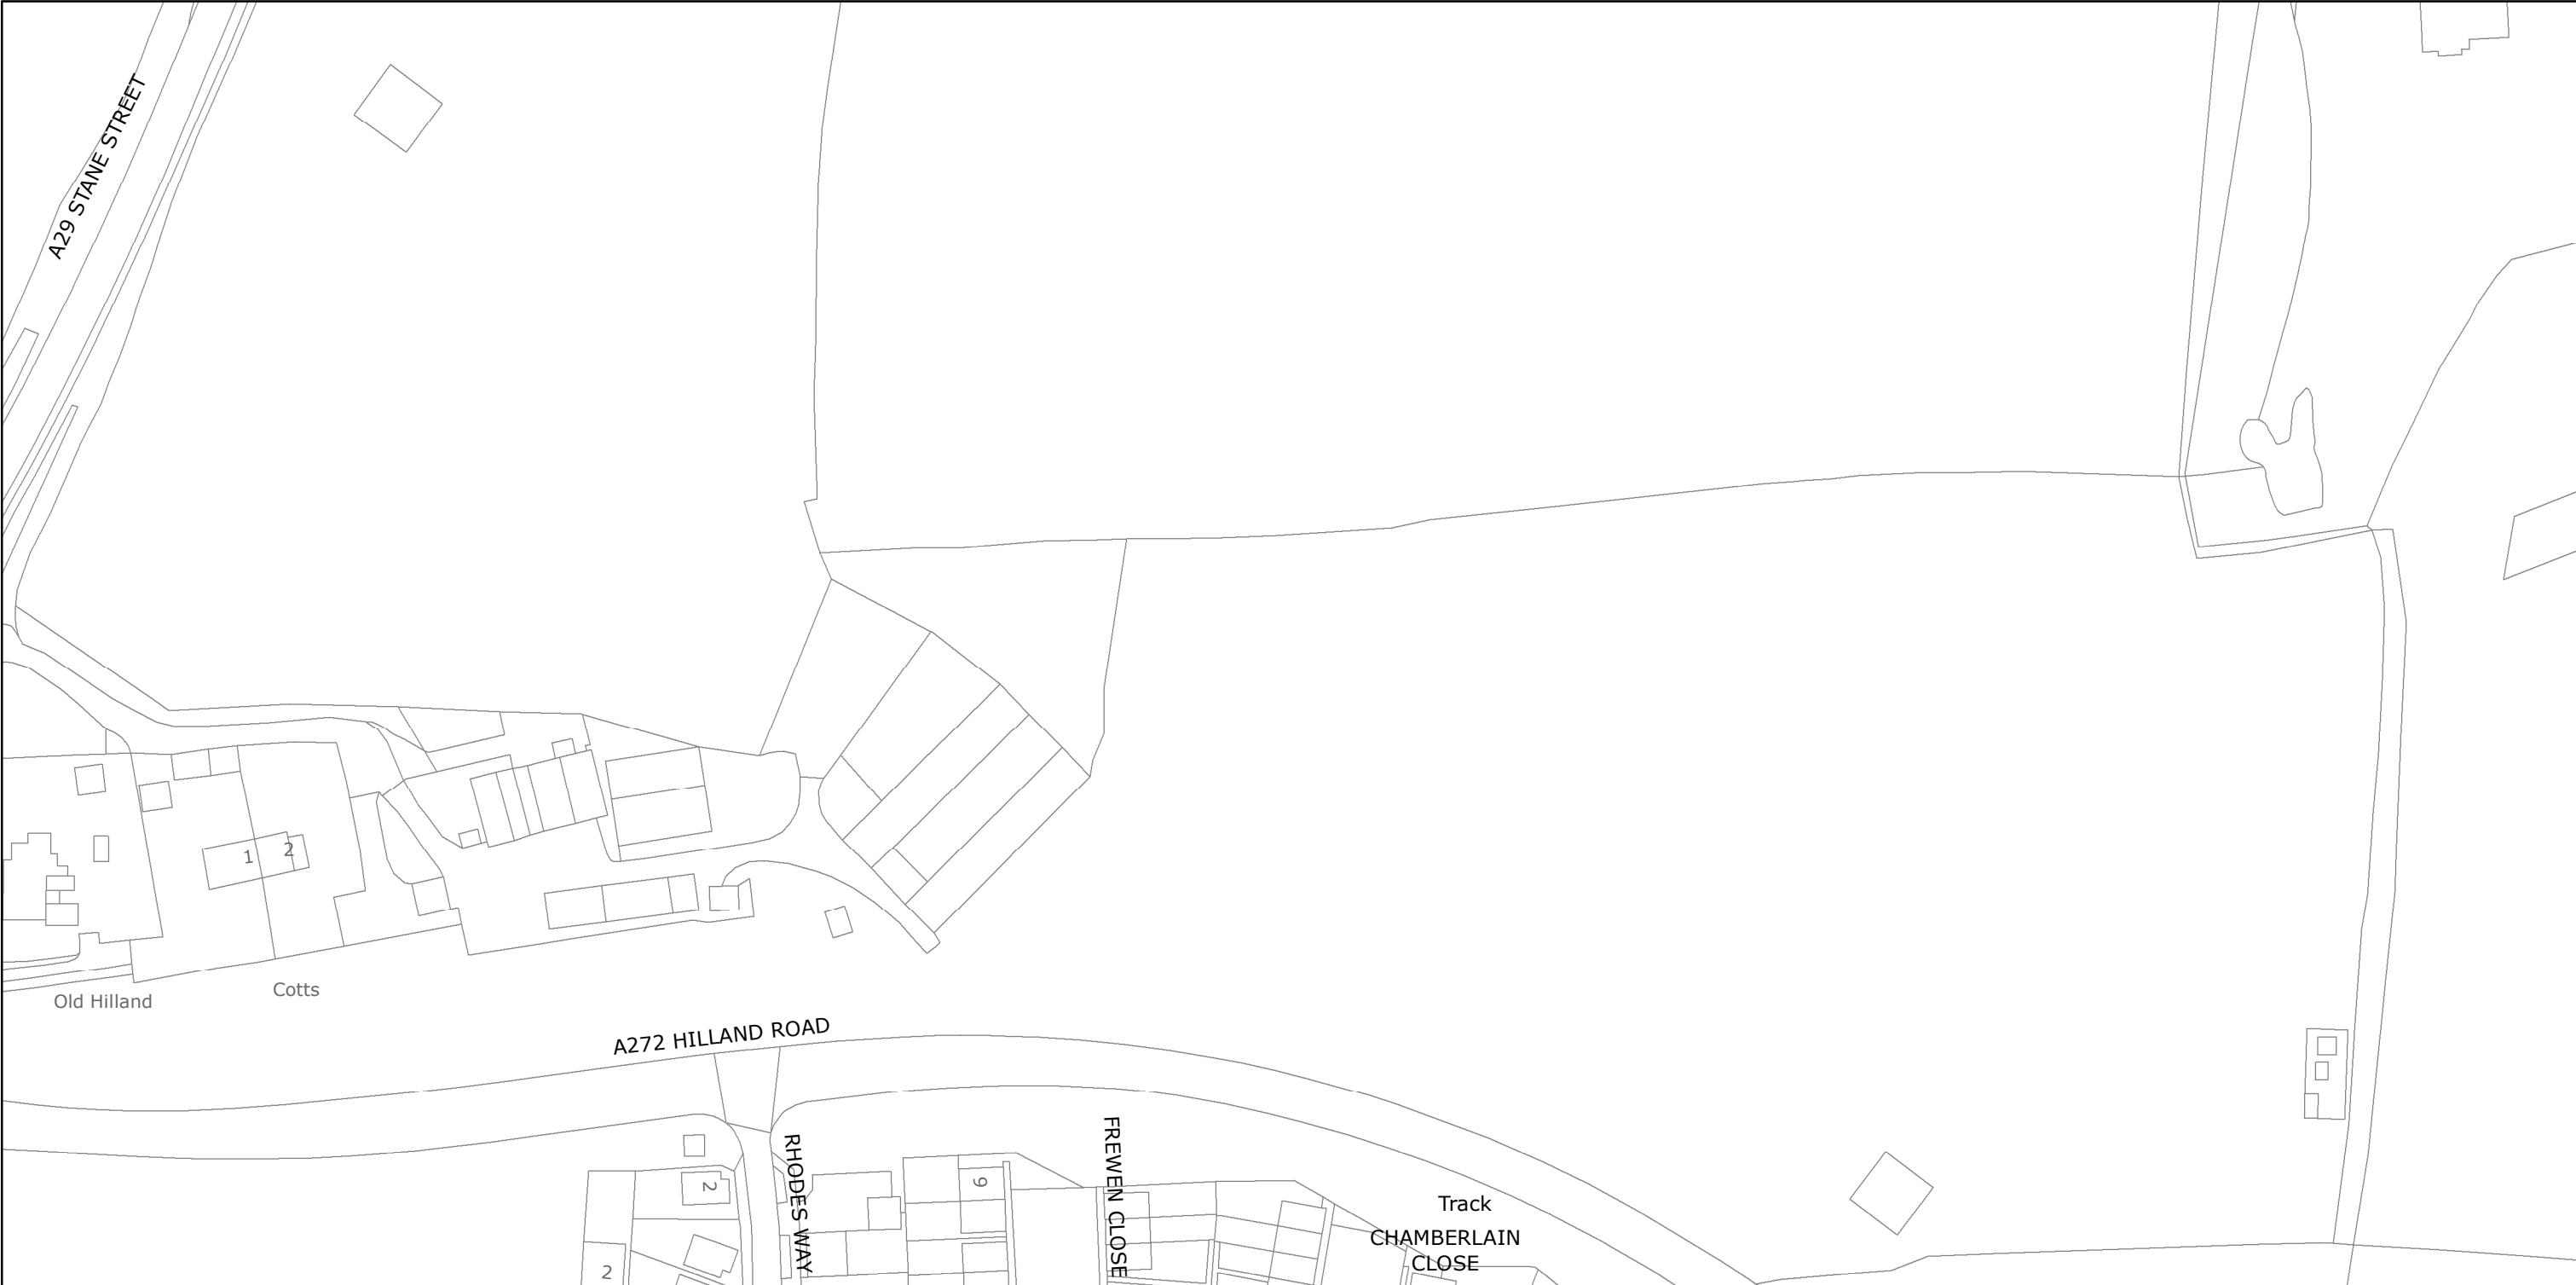 A29 STANE STREET
1
2
Old Hilland
Cotts
A272 HILLAND ROAD
RHODES WAY
FREWEN CLOSE
2
9
Track
CHAMBERLAIN
CLOSE
2